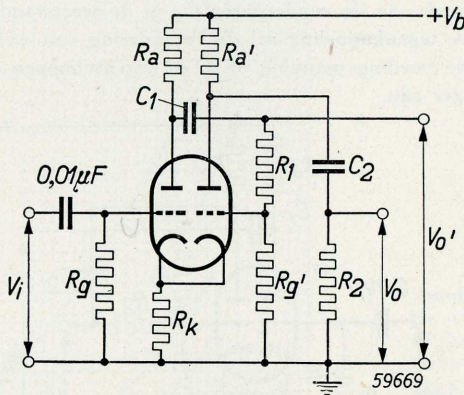 +Vb
Ra Ra'
C1
R1
C2
0,01µF
Vi
Rg
Rk
Rg'
R2
Vo
Vo'
59669